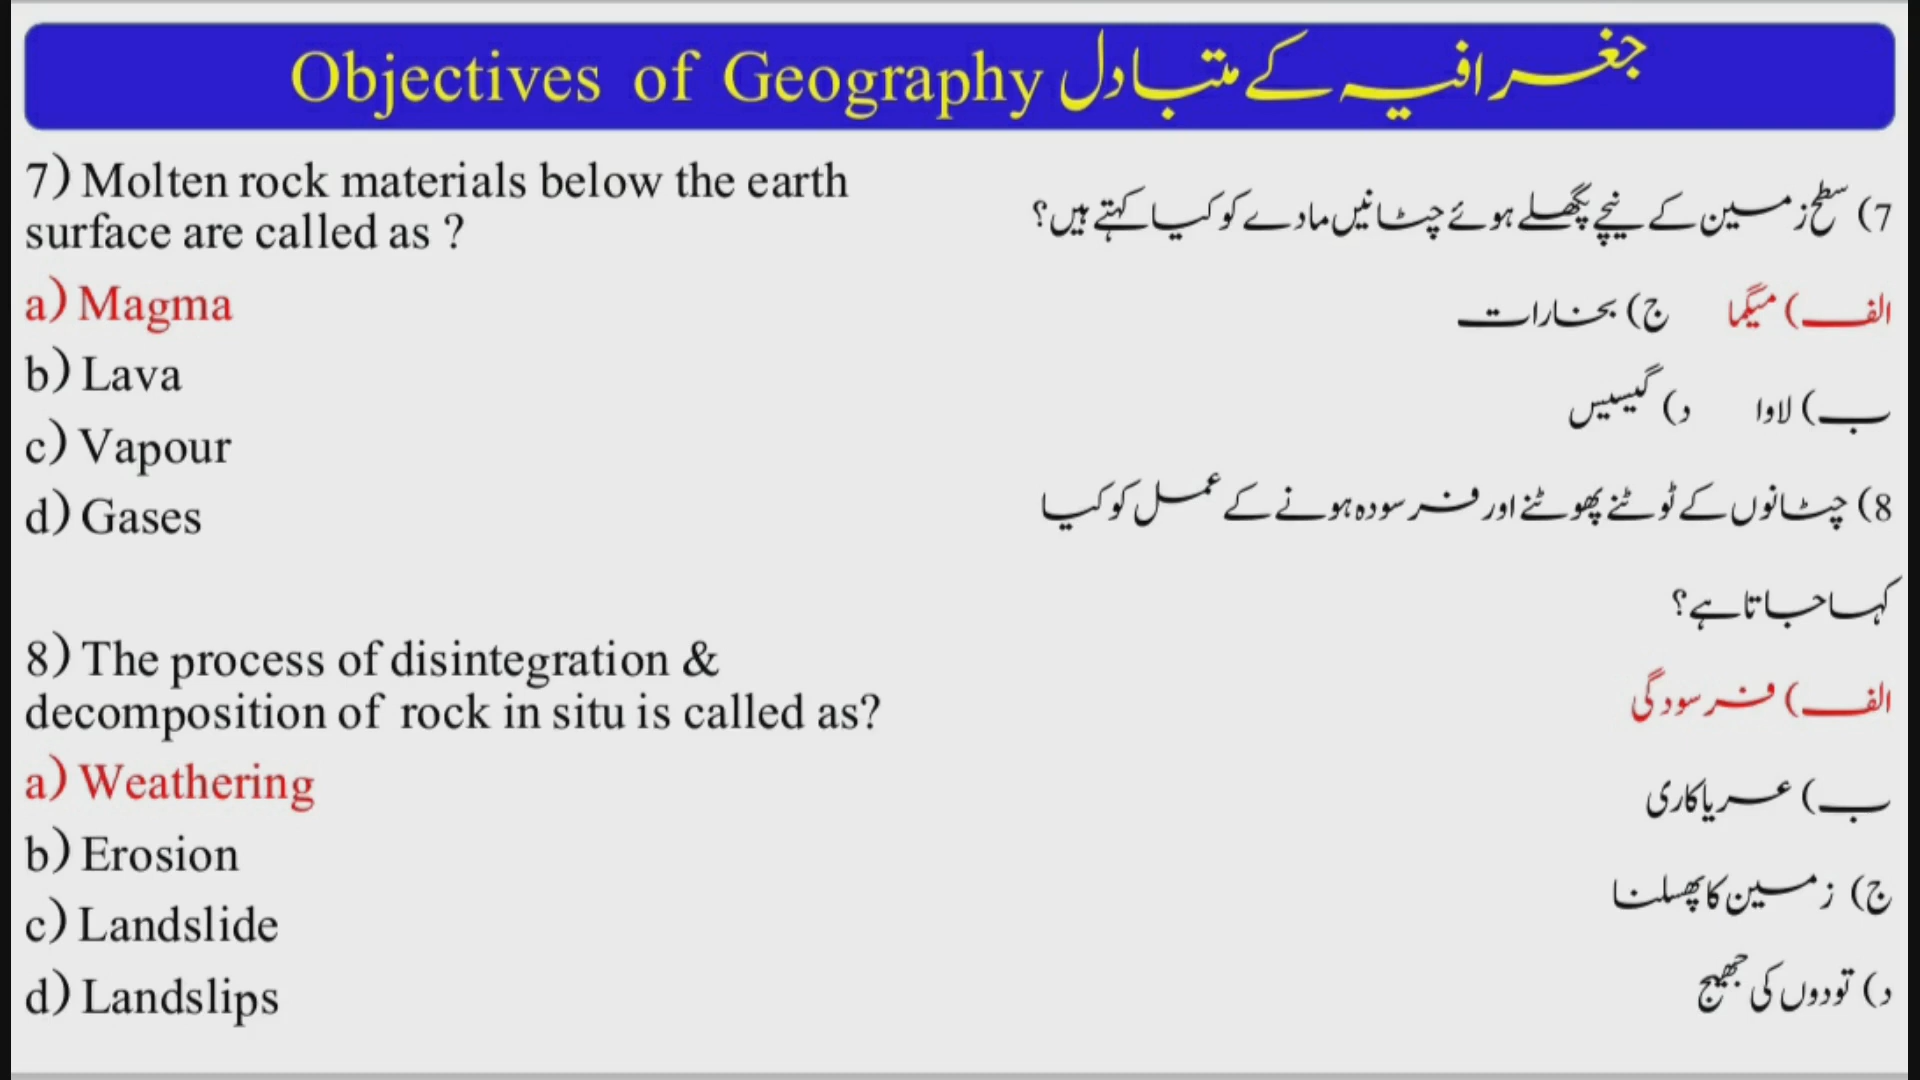 Objectives of Geography جغرافیہ کے متبادل
7) Molten rock materials below the earth
surface are called as ?
a) Magma
b) Lava
c) Vapour
d) Gases
8) The process of disintegration &
decomposition of rock in situ is called as?
a) Weathering
b) Erosion
c) Landslide
d) Landslips
7) سطح زمین کے نیچے پگھلے ہوئے چٹانیں مادے کو کیا کہتے ہیں؟
الف) میگما ج) بخارات
ب) لاوا د) گیسیس
8) چٹانوں کے ٹوٹنے پھوٹنے اور فرسودہ ہونے کے عمل کو کیا
کہا جاتا ہے؟
الف) فرسودگی
ب) عریاکاری
ج) زمین کا پھسلنا
د) تودوں کی